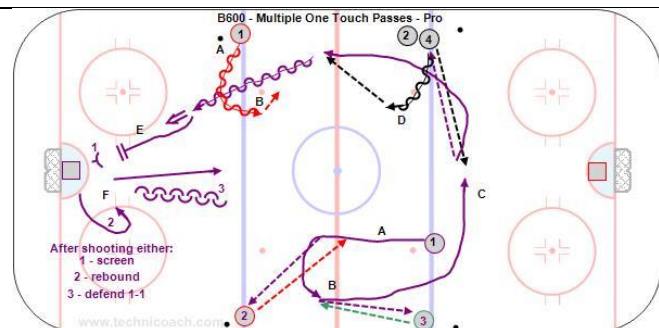 B600 - Multiple One Touch Passes - Pro
1
2
4
A
B
D
E
1
3
F
C
2
A
1
After shooting either:
1 - screen
2 - rebound
3 - defend 1-1
B
2
3
www.technicoach.com/